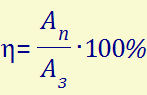 η = Aп / Aз · 100%